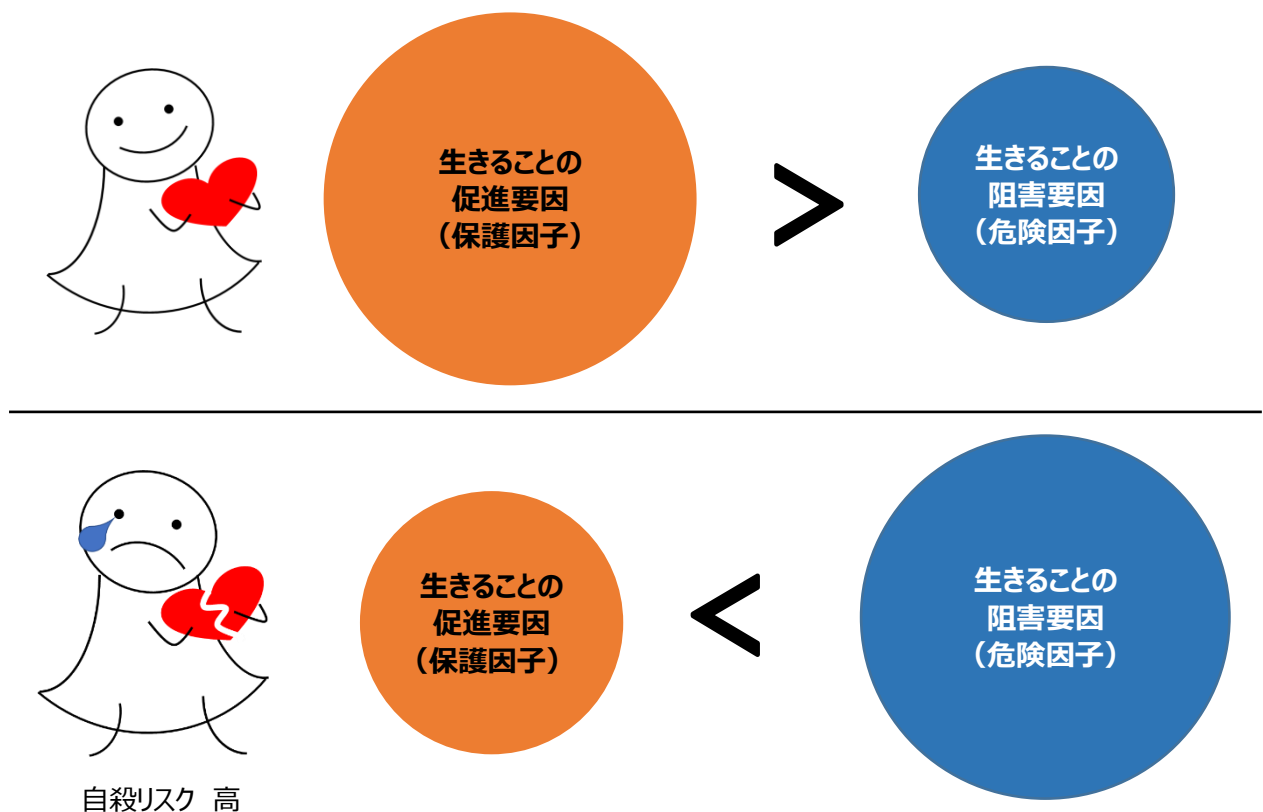 生きることの
促進要因
（保護因子）
>
生きることの
阻害要因
（危険因子）
生きることの
促進要因
（保護因子）
<
生きることの
阻害要因
（危険因子）
自殺リスク 高